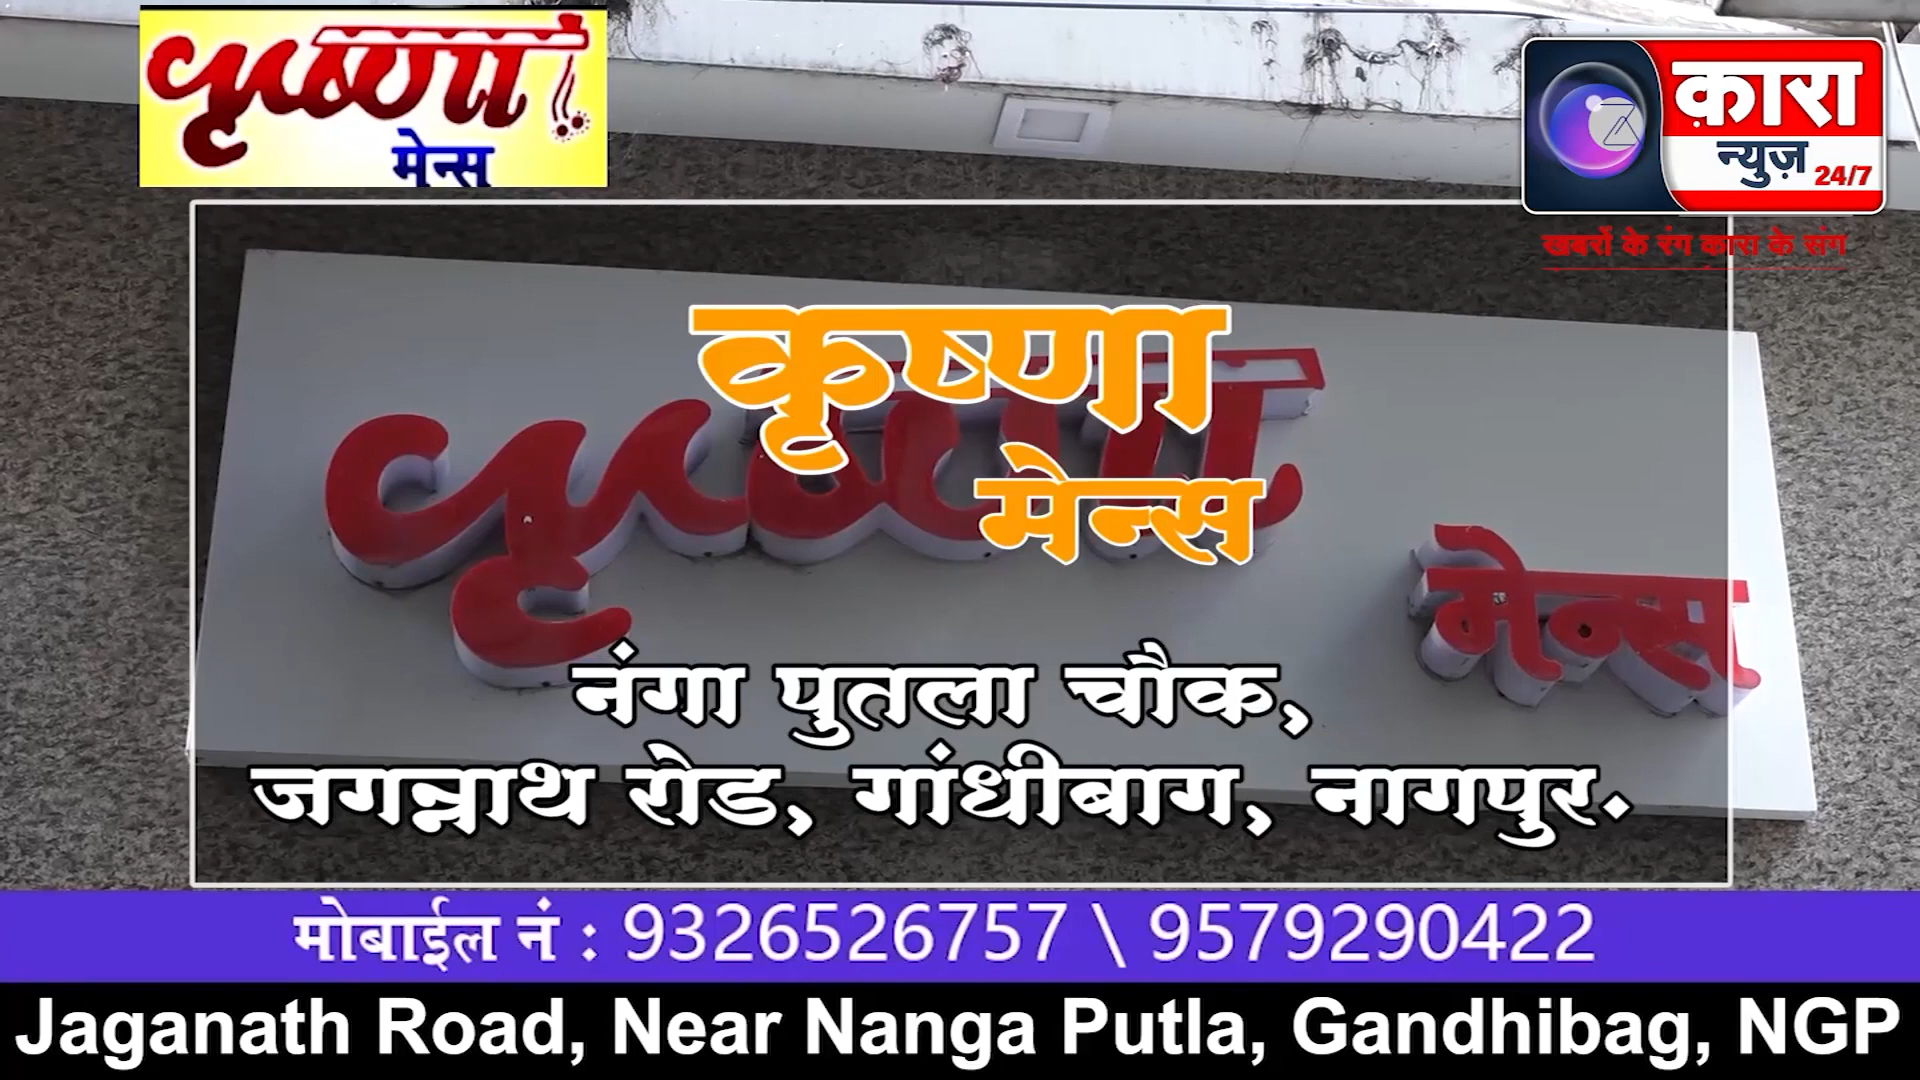 कृष्णा
मेन्स
क़ारा
न्युज़ 24/7
खबरों के रंग कारा के संग
कृष्णा
मेन्स
कृष्णा
मेन्स
नंगा पुतला चौक,
जगन्नाथ रोड, गांधीबाग, नागपुर.
मोबाईल नं : 9326526757 \ 9579290422
Jaganath Road, Near Nanga Putla, Gandhibag, NGP